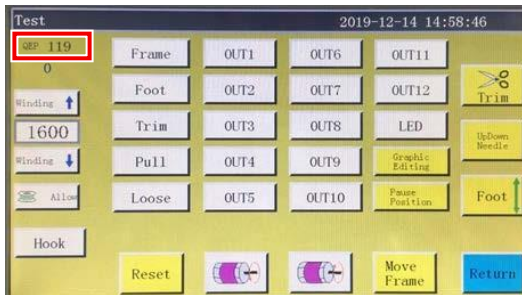 Test 2019-12-14 14:58:46
QEP 119
0
Winding
1600
Winding
Allow
Hook
Frame OUT1 OUT6 OUT11
Foot OUT2 OUT7 OUT12
Trim OUT3 OUT8 LED
Pull OUT4 OUT9 Graphic Editing
Loose OUT5 OUT10 Pause Position
Reset
Move
Frame
Trim
UpDown
Needle
Foot
Return